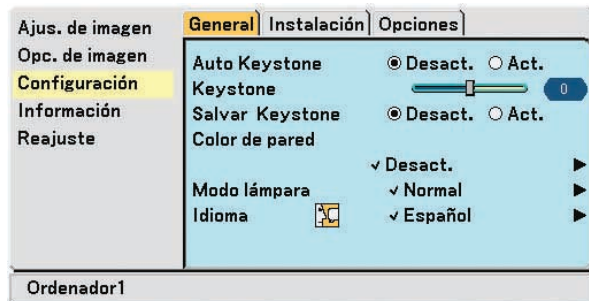 Ajus. de imagen
Opc. de imagen
Configuración
Información
Reajuste
General Instalación Opciones
Auto Keystone Desact. Act.
Keystone 0
Salvar Keystone Desact. Act.
Color de pared
Desact.
Modo lámpara Normal
Idioma Español
Ordenador1